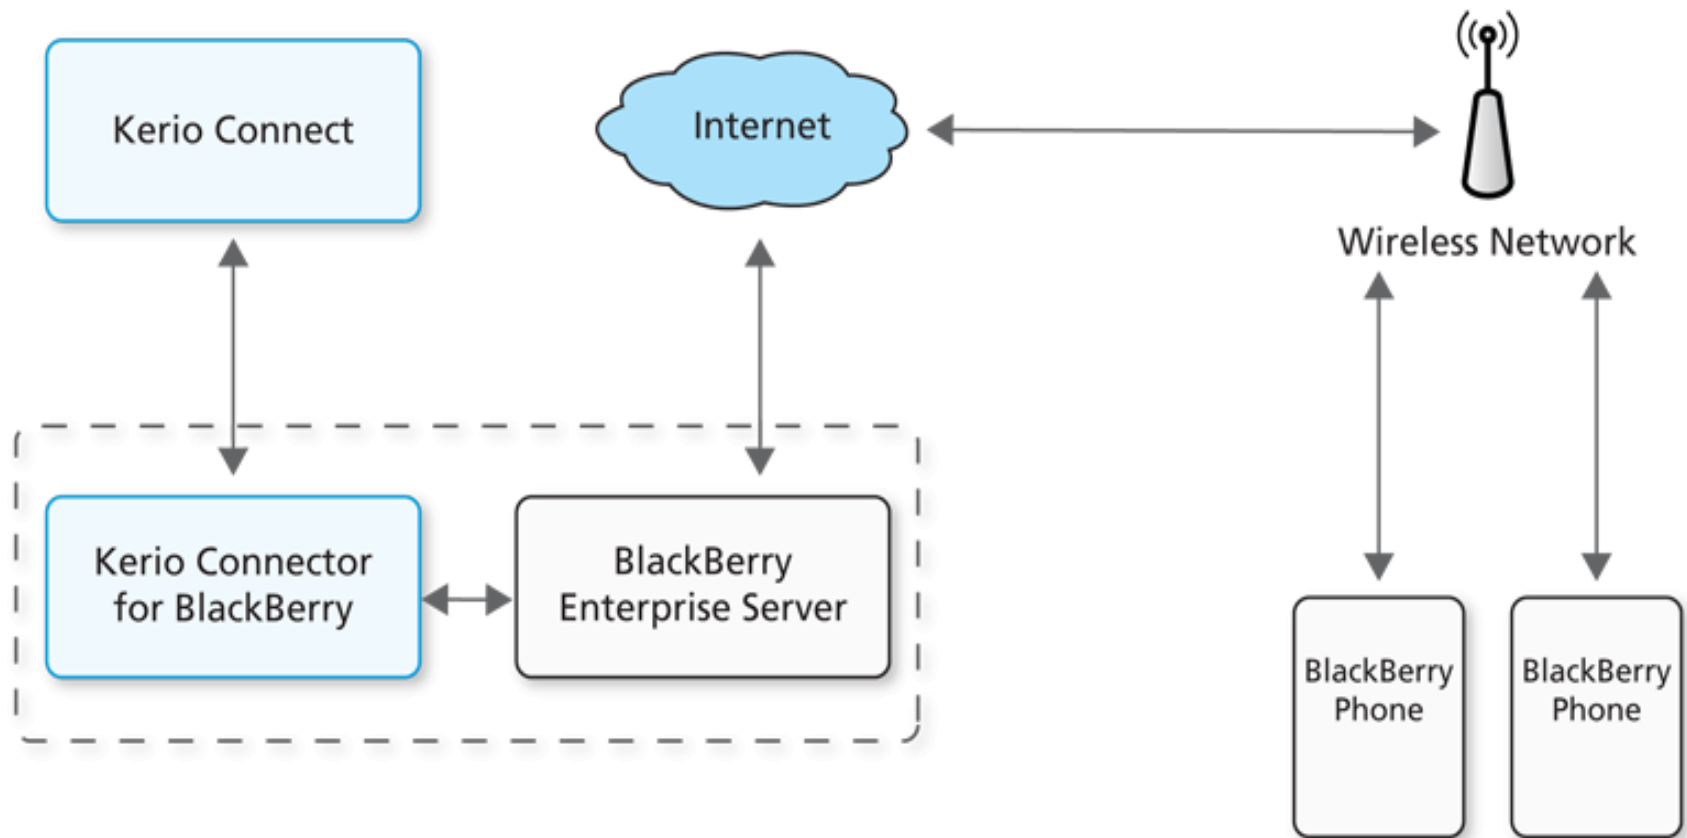 Kerio Connect
Internet
Wireless Network
Kerio Connector
for BlackBerry
BlackBerry
Enterprise Server
BlackBerry
Phone
BlackBerry
Phone